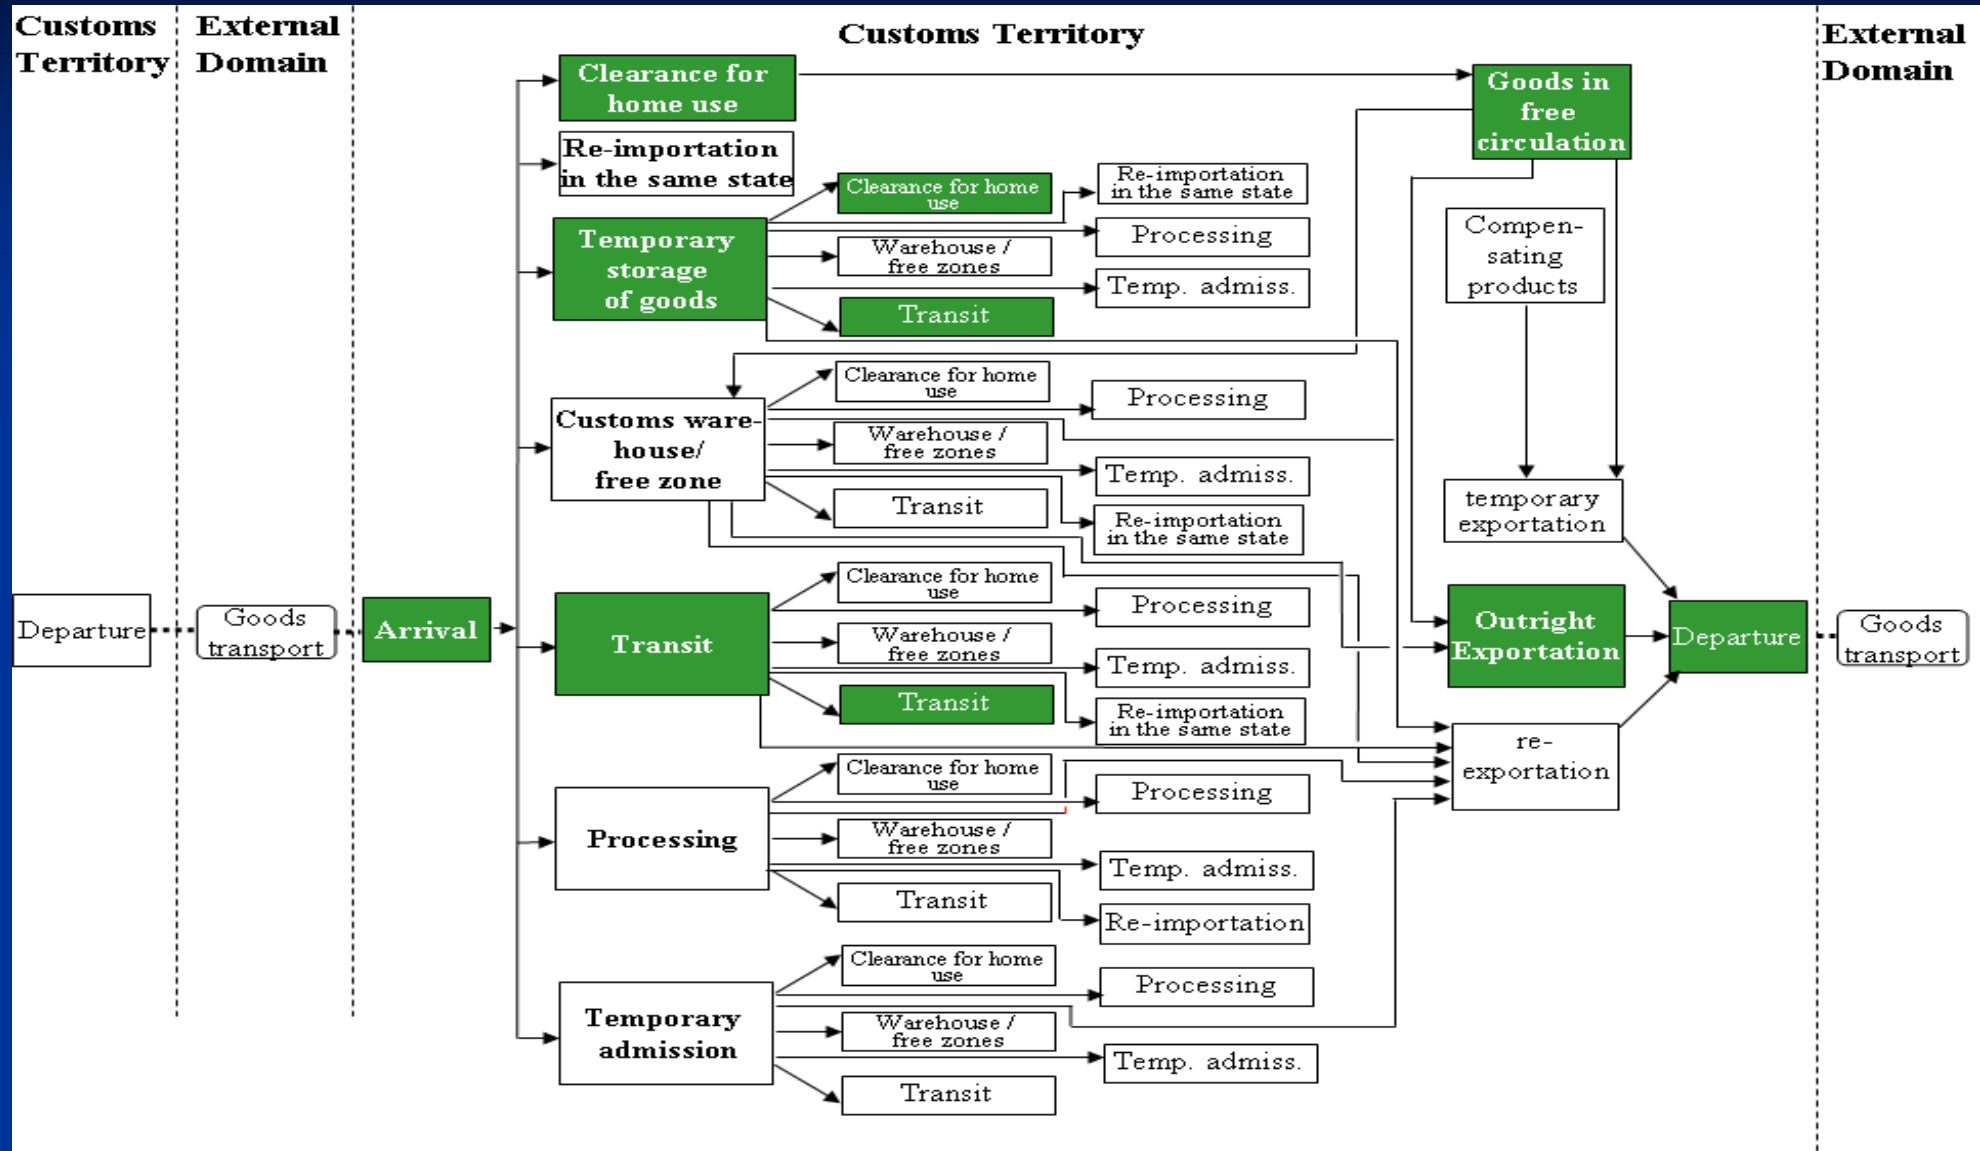 Customs
Territory
External
Domain
Customs Territory
External
Domain
Clearance for
home use
Goods in
free
circulation
Re-importation
in the same state
Clearance for home
use
Re-importation
in the same state
Temporary
storage
of goods
Processing
Warehouse /
free zones
Temp. admiss.
Transit
Compen-
sating
products
Clearance for home
use
Processing
Customs ware-
house/
free zone
Warehouse /
free zones
Temp. admiss.
Transit
Re-importation
in the same state
temporary
exportation
Clearance for home
use
Processing
Departure
Goods
transport
Arrival
Transit
Warehouse /
free zones
Temp. admiss.
Transit
Re-importation
in the same state
Outright
Exportation
Departure
Goods
transport
re-
exportation
Clearance for home
use
Processing
Processing
Warehouse /
free zones
Temp. admiss.
Transit
Re-importation
Clearance for home
use
Processing
Temporary
admission
Warehouse /
free zones
Temp. admiss.
Transit